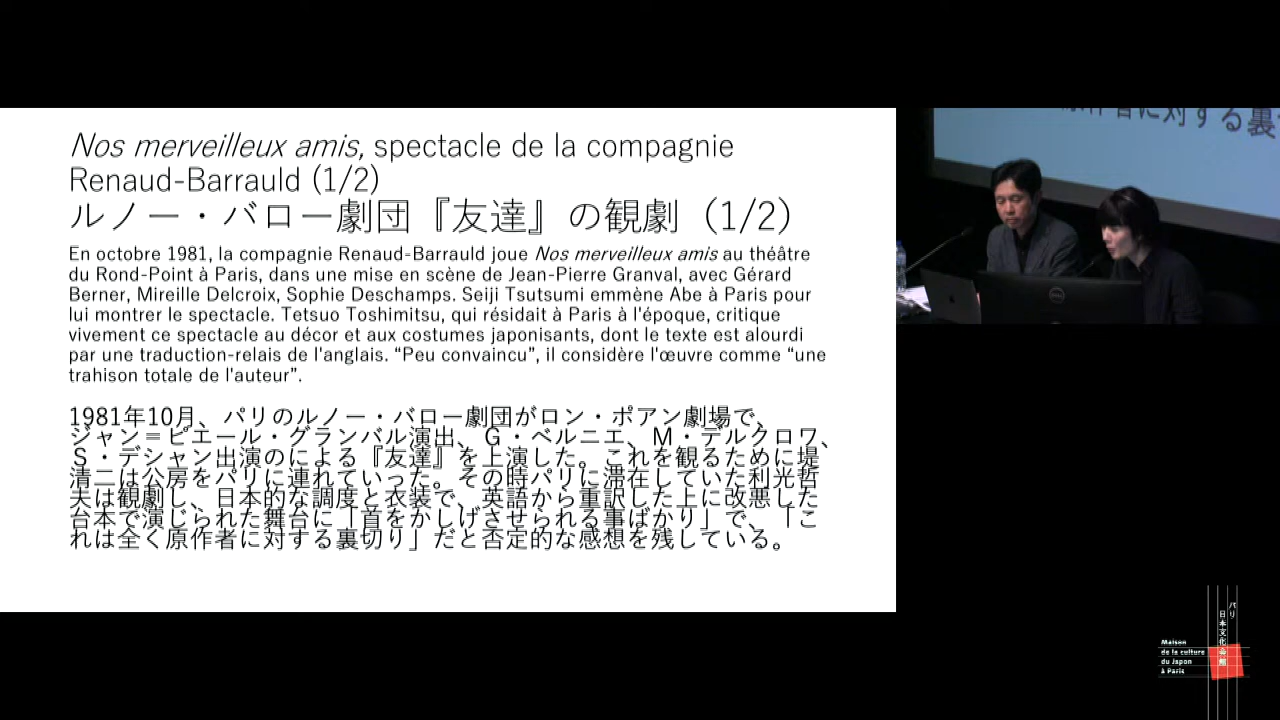 Nos merveilleux amis, spectacle de la compagnie
Renaud-Barrauld (1/2)
ルノー・バロー劇団『友達』の観劇（1/2）
En octobre 1981, la compagnie Renaud-Barrauld joue Nos merveilleux amis au théâtre
du Rond-Point à Paris, dans une mise en scène de Jean-Pierre Granval, avec Gérard
Berner, Mireille Delcroix, Sophie Deschamps. Seiji Tsutsumi emmène Abe à Paris pour
lui montrer le spectacle. Tetsuo Toshimitsu, qui résidait à Paris à l'époque, critique
vivement ce spectacle au décor et aux costumes japonisants, dont le texte est alourdi
par une traduction-relais de l'anglais. “Peu convaincu”, il considère l'œuvre comme “une
trahison totale de l'auteur”.
1981年10月、パリのルノー・バロー劇団がロン・ポアン劇場で、
ジャン＝ピエール・グランバル演出、Ｇ・ベルニエ、Ｍ・デルクロワ、
Ｓ・デシャン出演のによる『友達』を上演した。これを観るために堤
清二は公房をパリに連れていった。その時パリに滞在していた利光哲
夫は観劇し、日本的な調度と衣装で、英語から重訳した上に改悪した
台本で演じられた舞台に「首をかしげさせられる事ばかり」で、「こ
れは全く原作者に対する裏切り」だと否定的な感想を残している。
に対する裏
DELL
パリ
日本文化会館
Maison
de la culture
du Japon
à Paris